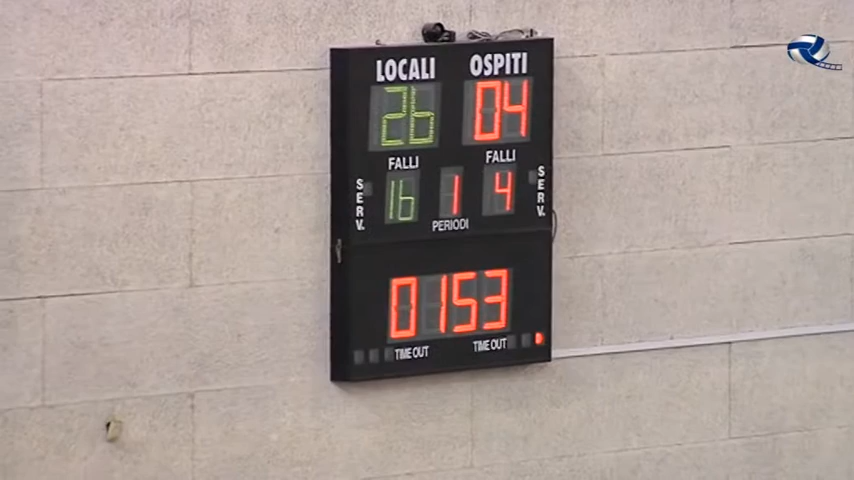 LOCALI OSPITI
26 04
FALLI FALLI
SERV. 16 1 4 SERV.
PERIODI
0153
TIME OUT TIME OUT